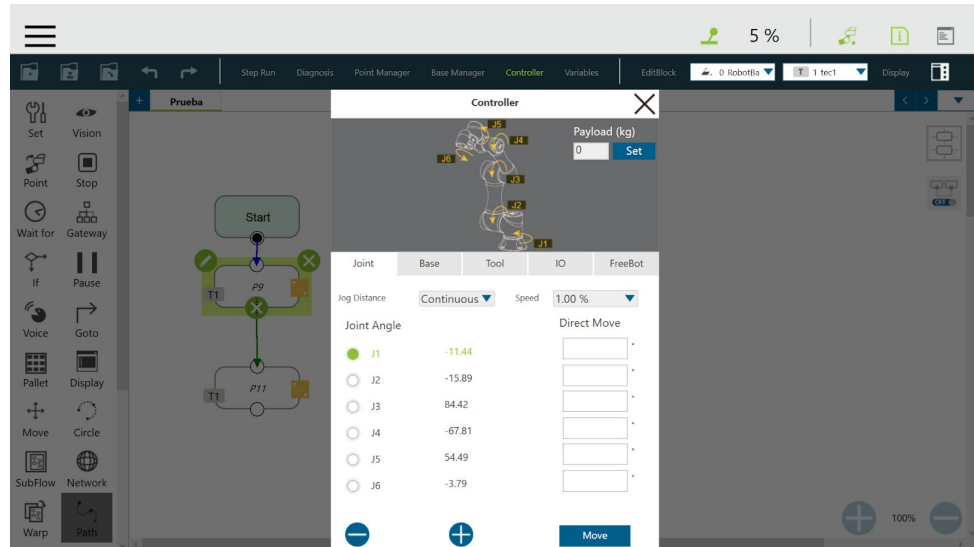 5 %
Step Run Diagnosis Point Manager Base Manager Controller Variables EditBlock 0 RobotBa T 1 tec1 Display
+ Prueba
Controller
Set Vision
Point Stop
Wait for Gateway
If Pause
Voice Goto
Pallet Display
Move Circle
SubFlow Network
Warp Path
Start
T1 P9
T1 P11
J5
J4
J6
J3
J2
J1
Payload (kg)
0 Set
Joint Base Tool IO FreeBot
Jog Distance Continuous Speed 1.00 %
Joint Angle Direct Move
J1 -11.44 °
J2 -15.89 °
J3 84.42 °
J4 -67.81 °
J5 54.49 °
J6 -3.79 °
Move
OFF
100%